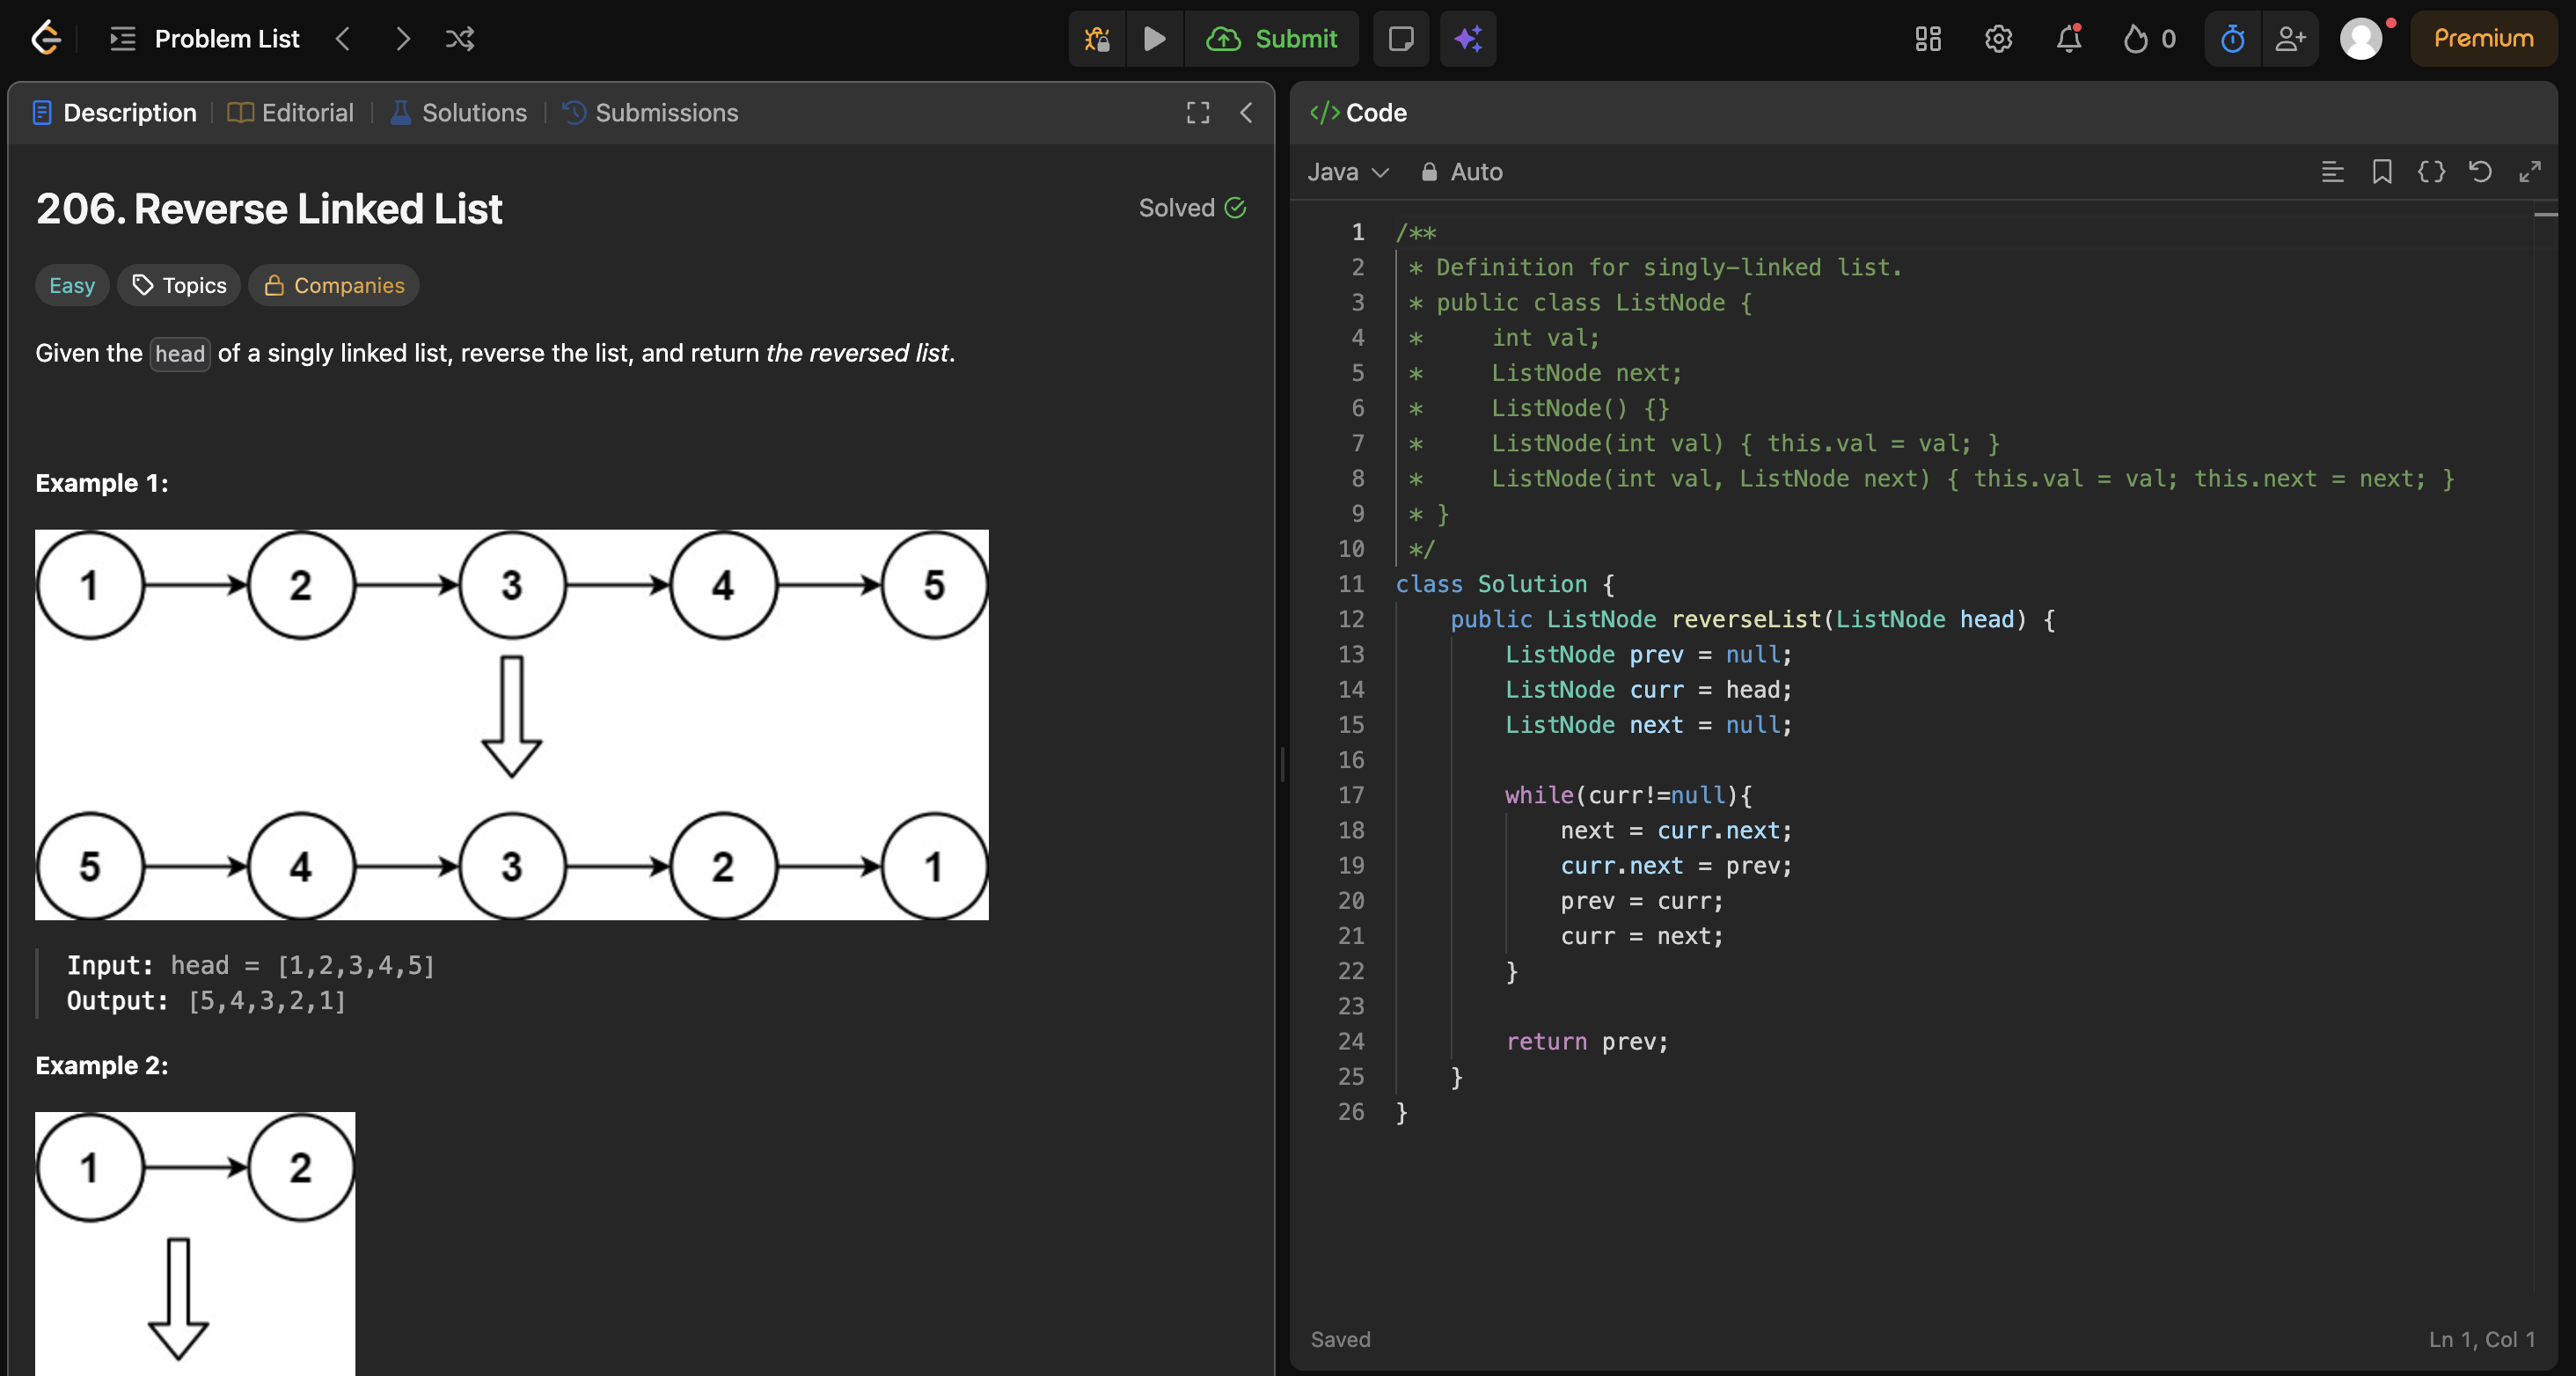 Problem List
Submit
0
Premium
Description
Editorial
Solutions
Submissions
206. Reverse Linked List
Solved
Easy
Topics
Companies
Given the head of a singly linked list, reverse the list, and return the reversed list.
Example 1:
1 2 3 4 5
5 4 3 2 1
Input: head = [1,2,3,4,5]
Output: [5,4,3,2,1]
Example 2:
1 2
</> Code
Java
Auto
1 /**
2 * Definition for singly-linked list.
3 * public class ListNode {
4 *     int val;
5 *     ListNode next;
6 *     ListNode() {}
7 *     ListNode(int val) { this.val = val; }
8 *     ListNode(int val, ListNode next) { this.val = val; this.next = next; }
9 * }
10 */
11 class Solution {
12     public ListNode reverseList(ListNode head) {
13         ListNode prev = null;
14         ListNode curr = head;
15         ListNode next = null;
16
17         while(curr!=null){
18             next = curr.next;
19             curr.next = prev;
20             prev = curr;
21             curr = next;
22         }
23
24         return prev;
25     }
26 }
Saved
Ln 1, Col 1